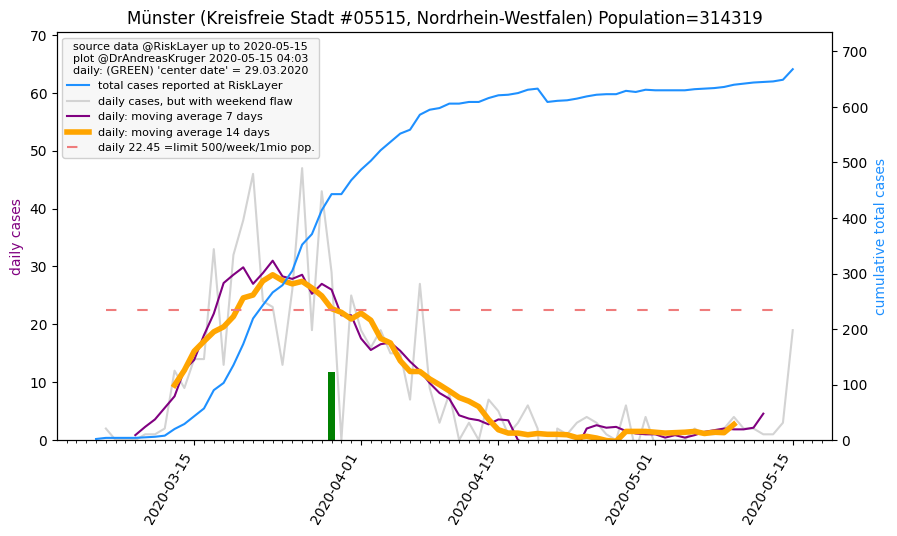 Münster (Kreisfreie Stadt #05515, Nordrhein-Westfalen) Population=314319
source data @RiskLayer up to 2020-05-15
plot @DrAndreasKruger 2020-05-15 04:03
daily: (GREEN) 'center date' = 29.03.2020
total cases reported at RiskLayer
daily cases, but with weekend flaw
daily: moving average 7 days
daily: moving average 14 days
daily 22.45 =limit 500/week/1mio pop.
daily cases
70
60
50
40
30
20
10
0
700
600
500
400
300
200
100
0
cumulative total cases
2020-03-15
2020-04-01
2020-04-15
2020-05-01
2020-05-15